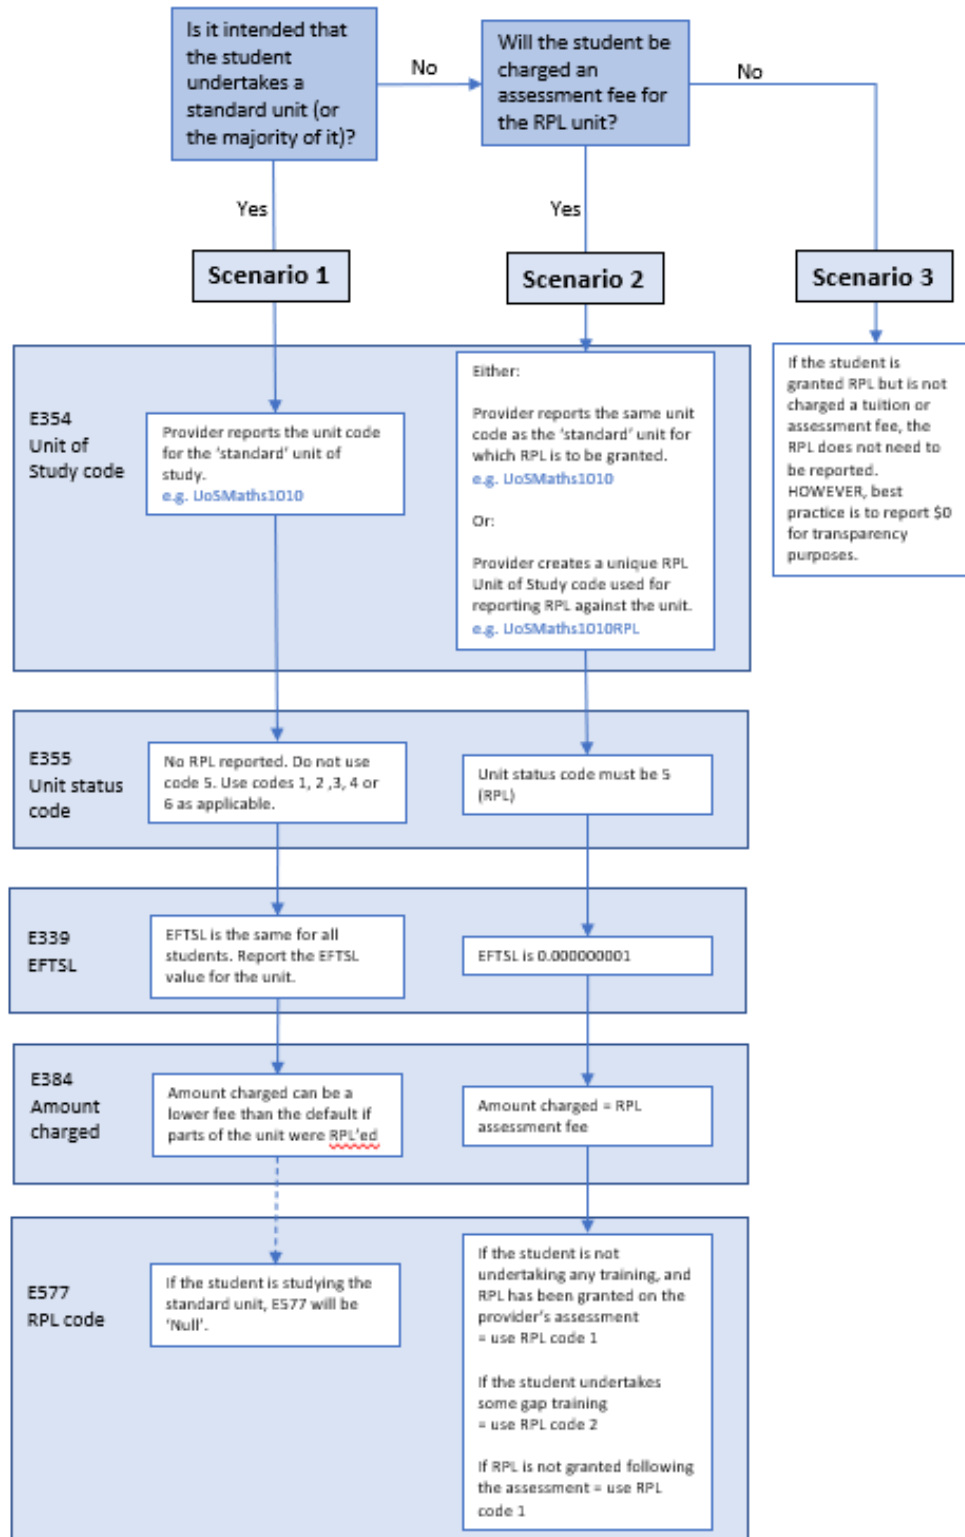 Is it intended that
the student
undertakes a
standard unit (or
the majority of it)?
No
Will the student be
charged an
assessment fee for
the RPL unit?
No
Yes
Yes
Scenario 1
Scenario 2
Scenario 3
E354
Unit of
Study code
Provider reports the unit code
for the ‘standard’ unit of
study.
e.g. UoSMaths1010
Either:
Provider reports the same unit
code as the ‘standard’ unit for
which RPL is to be granted.
e.g. UoSMaths1010
Or:
Provider creates a unique RPL
Unit of Study code used for
reporting RPL against the unit.
e.g. UoSMaths1010RPL
If the student is
granted RPL but is not
charged a tuition or
assessment fee, the
RPL does not need to
be reported.
HOWEVER, best
practice is to report $0
for transparency
purposes.
E355
Unit status
code
No RPL reported. Do not use
code 5. Use codes 1, 2 ,3, 4 or
6 as applicable.
Unit status code must be 5
(RPL)
E339
EFTSL
EFTSL is the same for all
students. Report the EFTSL
value for the unit.
EFTSL is 0.000000001
E384
Amount
charged
Amount charged can be a
lower fee than the default if
parts of the unit were RPL’ed
Amount charged = RPL
assessment fee
E577
RPL code
If the student is studying the
standard unit, E577 will be
‘Null’.
If the student is not
undertaking any training, and
RPL has been granted on the
provider’s assessment
= use RPL code 1
If the student undertakes
some gap training
= use RPL code 2
If RPL is not granted following
the assessment = use RPL
code 1